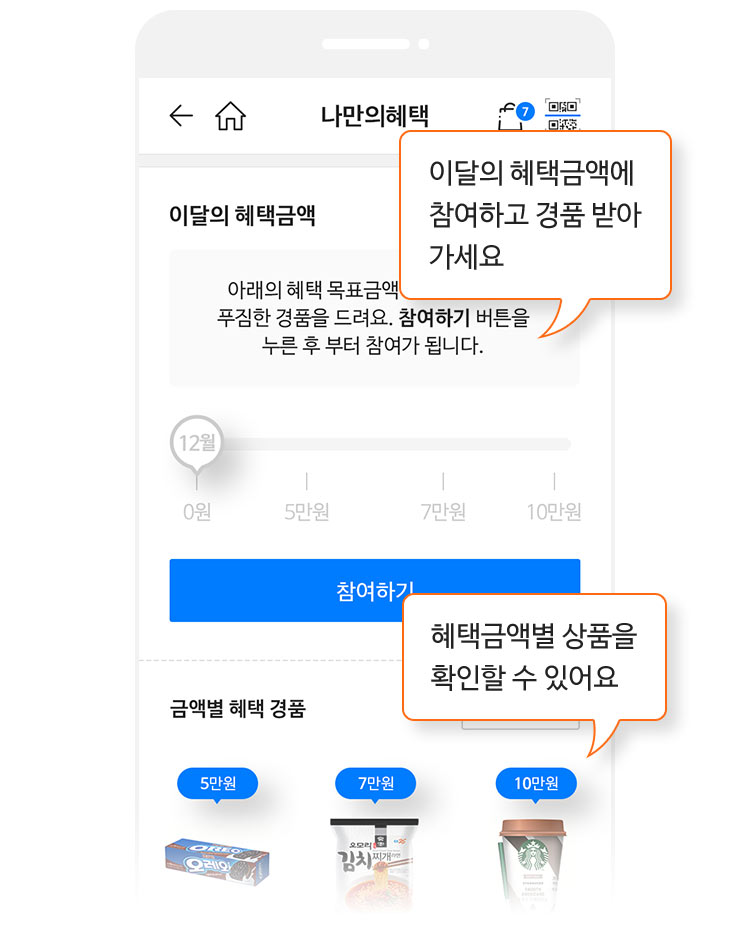 나만의혜택
7
이달의 혜택금액에
참여하고 경품 받아
가세요
이달의 혜택금액
아래의 혜택 목표금액
푸짐한 경품을 드려요. 참여하기 버튼을
누른 후 부터 참여가 됩니다.
12월
0원 5만원 7만원 10만원
참여하기
혜택금액별 상품을
확인할 수 있어요
금액별 혜택 경품
5만원 7만원 10만원
OREO
오레오
오모리
김치찌개라면